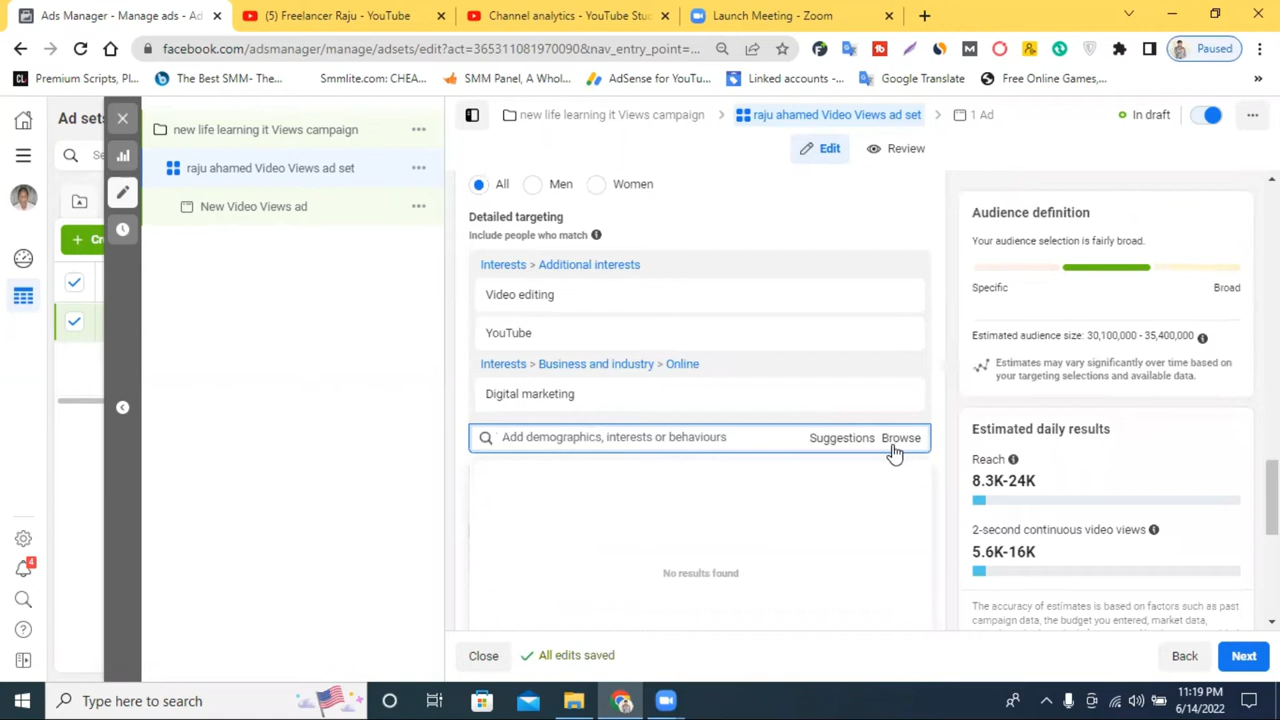 Ads Manager - Manage ads - Ad
(5) Freelancer Raju - YouTube
Channel analytics - YouTube Stu
Launch Meeting - Zoom
facebook.com/adsmanager/manage/adsets/edit?act=365311081970090&nav_entry_point=...
Paused
Premium Scripts, Pl...
The Best SMM- The...
Smmlite.com: CHEA...
SMM Panel, A Whol...
AdSense for YouTu...
Linked accounts -...
Google Translate
Free Online Games,...
Ad sets
new life learning it Views campaign
raju ahamed Video Views ad set
New Video Views ad
new life learning it Views campaign
raju ahamed Video Views ad set
1 Ad
In draft
Edit
Review
All
Men
Women
Detailed targeting
Include people who match
Interests > Additional interests
Video editing
YouTube
Interests > Business and industry > Online
Digital marketing
Add demographics, interests or behaviours
Suggestions
Browse
No results found
Audience definition
Your audience selection is fairly broad.
Specific
Broad
Estimated audience size: 30,100,000 - 35,400,000
Estimates may vary significantly over time based on
your targeting selections and available data.
Estimated daily results
Reach
8.3K-24K
2-second continuous video views
5.6K-16K
The accuracy of estimates is based on factors such as past
campaign data, the budget you entered, market data,
Close
All edits saved
Back
Next
4
Type here to search
11:19 PM
6/14/2022